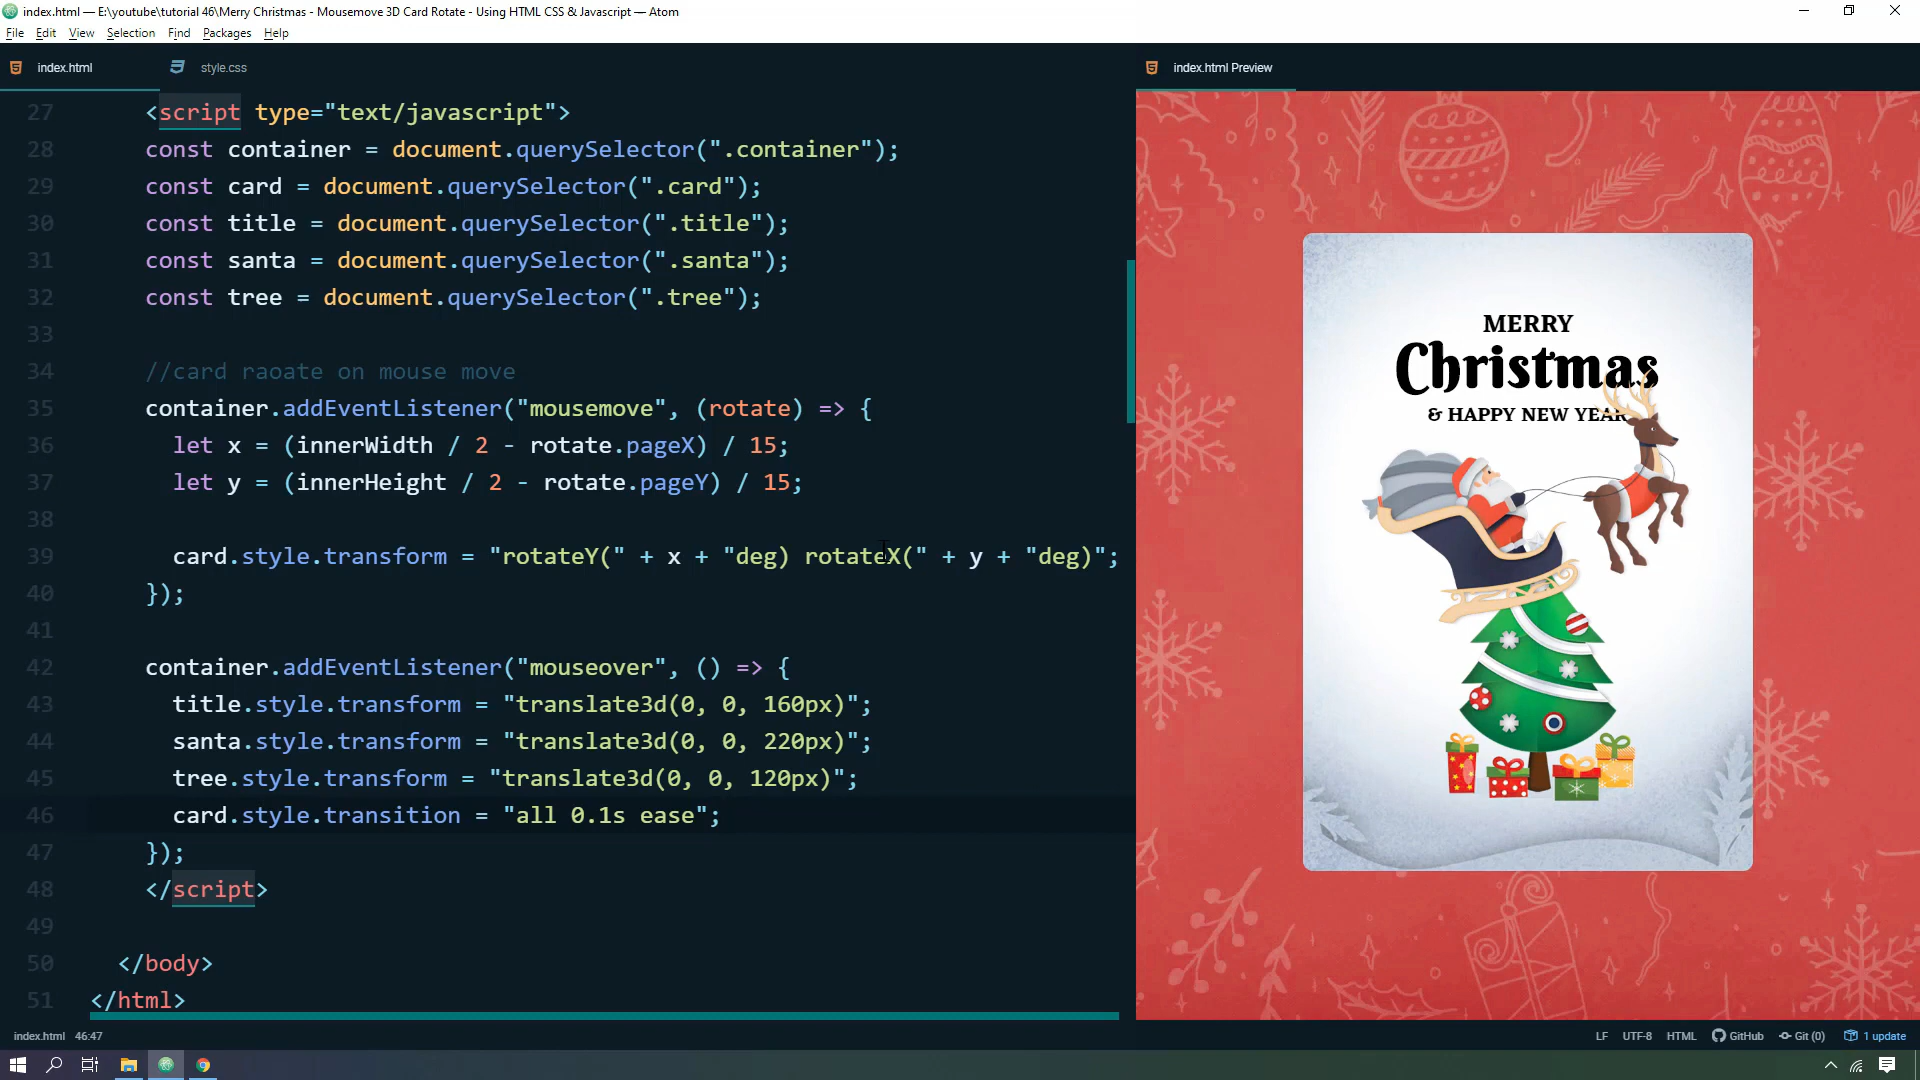 index.html — E:\youtube\tutorial 46\Merry Christmas - Mousemove 3D Card Rotate - Using HTML CSS & Javascript — Atom
File Edit View Selection Find Packages Help
index.html style.css index.html Preview
27 <script type="text/javascript">
28 const container = document.querySelector(".container");
29 const card = document.querySelector(".card");
30 const title = document.querySelector(".title");
31 const santa = document.querySelector(".santa");
32 const tree = document.querySelector(".tree");
33
34 //card raoate on mouse move
35 container.addEventListener("mousemove", (rotate) => {
36 let x = (innerWidth / 2 - rotate.pageX) / 15;
37 let y = (innerHeight / 2 - rotate.pageY) / 15;
38
39 card.style.transform = "rotateY(" + x + "deg) rotateX(" + y + "deg)";
40 });
41
42 container.addEventListener("mouseover", () => {
43 title.style.transform = "translate3d(0, 0, 160px)";
44 santa.style.transform = "translate3d(0, 0, 220px)";
45 tree.style.transform = "translate3d(0, 0, 120px)";
46 card.style.transition = "all 0.1s ease";
47 });
48 </script>
49
50 </body>
51 </html>
MERRY
Christmas
& HAPPY NEW YEAR
index.html 46:47 LF UTF-8 HTML GitHub Git (0) 1 update